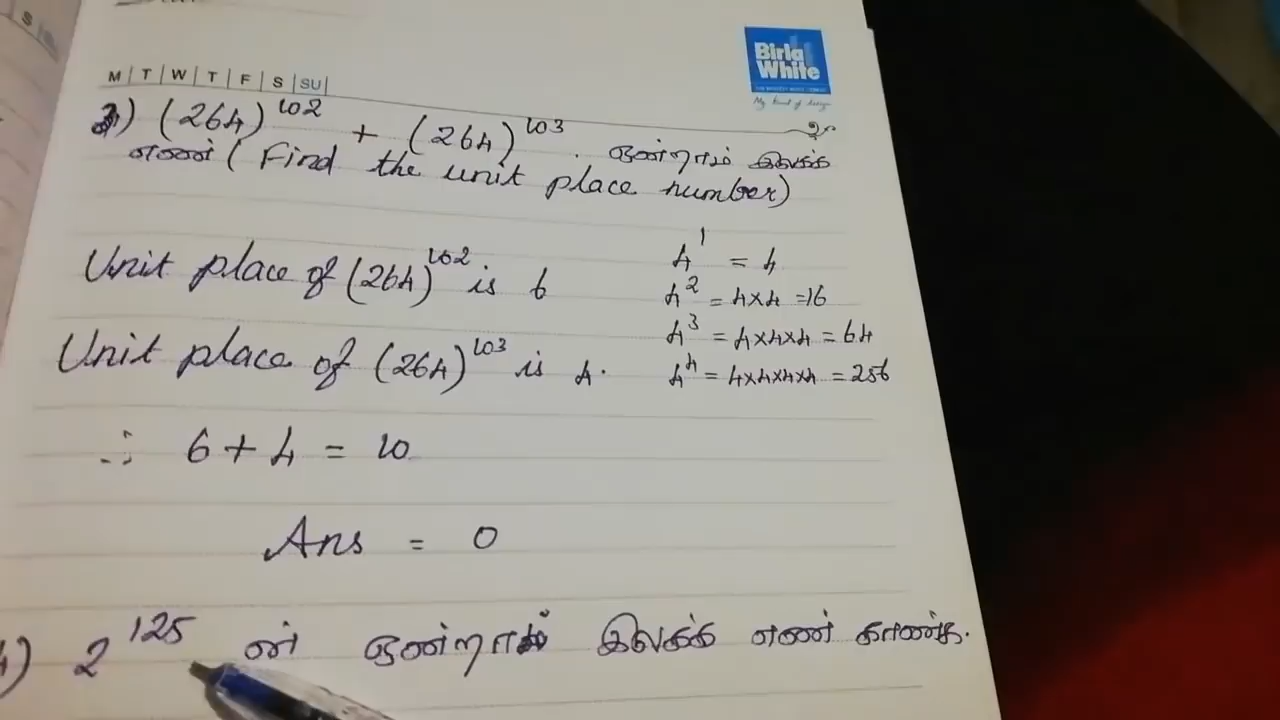 M | T | W | T | F | S | SU |
Birla
White
3) (264)^102 + (264)^103 . ஒன்றாம் இலக்க
எண் ( Find the unit place number)
Unit place of (264)^102 is 6
Unit place of (264)^103 is 4.
4^1 = 4
4^2 = 4×4 =16
4^3 = 4×4×4 = 64
4^4 = 4×4×4×4 = 256
∴ 6 + 4 = 10
Ans = 0
4) 2^125 ன் ஒன்றாம் இலக்க எண் காண்க.